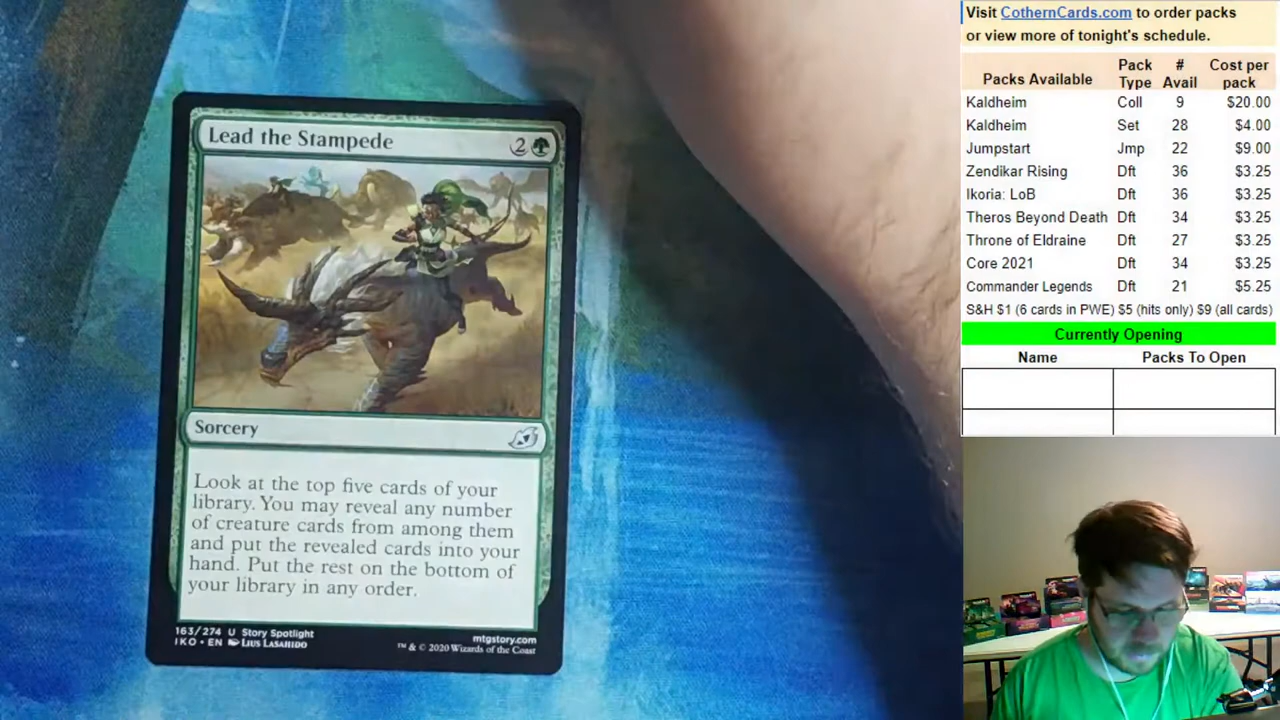 Lead the Stampede 2
Sorcery
Look at the top five cards of your
library. You may reveal any number
of creature cards from among them
and put the revealed cards into your
hand. Put the rest on the bottom of
your library in any order.
163/274 U Story Spotlight
IKO • EN Lius Lasahido
mtgstory.com
™ & © 2020 Wizards of the Coast
Visit CothernCards.com to order packs
or view more of tonight's schedule.
Packs Available Pack Type # Avail Cost per pack
Kaldheim Coll 9 $20.00
Kaldheim Set 28 $4.00
Jumpstart Jmp 22 $9.00
Zendikar Rising Dft 36 $3.25
Ikoria: LoB Dft 36 $3.25
Theros Beyond Death Dft 34 $3.25
Throne of Eldraine Dft 27 $3.25
Core 2021 Dft 34 $3.25
Commander Legends Dft 21 $5.25
S&H $1 (6 cards in PWE) $5 (hits only) $9 (all cards)
Currently Opening
Name Packs To Open